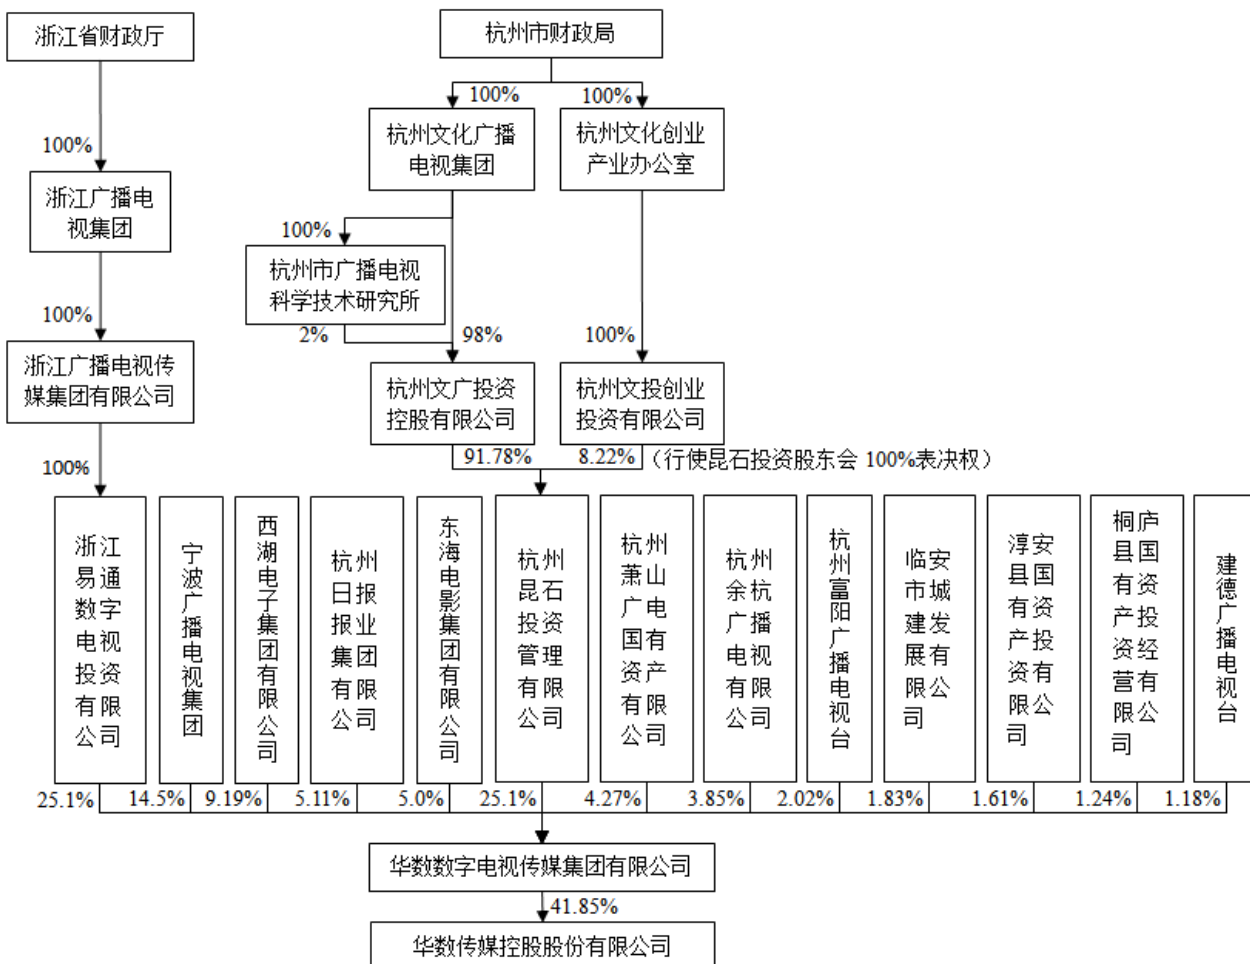 浙江省财政厅
杭州市财政局
100%
100%
杭州文化广播
电视集团
杭州文化创业
产业办公室
100%
浙江广播电
视集团
100%
杭州市广播电视
科学技术研究所
100%
2%
98%
100%
浙江广播电视传
媒集团有限公司
杭州文广投资
控股有限公司
杭州文投创业
投资有限公司
100%
91.78%
8.22%
（行使昆石投资股东会 100%表决权）
浙江
易通
数字
电视
投资
有限
公司
宁波广播电视集团
西湖电子集团有限公司
杭州
日报
报业
集团
有限
公司
东海电影集团有限公司
杭州
昆石
投资
管理
有限
公司
杭州
萧山
广电
国有
资产
有限
公司
杭州
余杭
广播
电视
有限
公司
杭州富阳广播电视台
临安
市城
建发
展有
限公
司
淳安
县国
有资
产投
资有
限公
司
桐庐
县国
有资
产投
资经
营有
限公
司
建德广播电视台
25.1%
14.5%
9.19%
5.11%
5.0%
25.1%
4.27%
3.85%
2.02%
1.83%
1.61%
1.24%
1.18%
华数数字电视传媒集团有限公司
41.85%
华数传媒控股股份有限公司